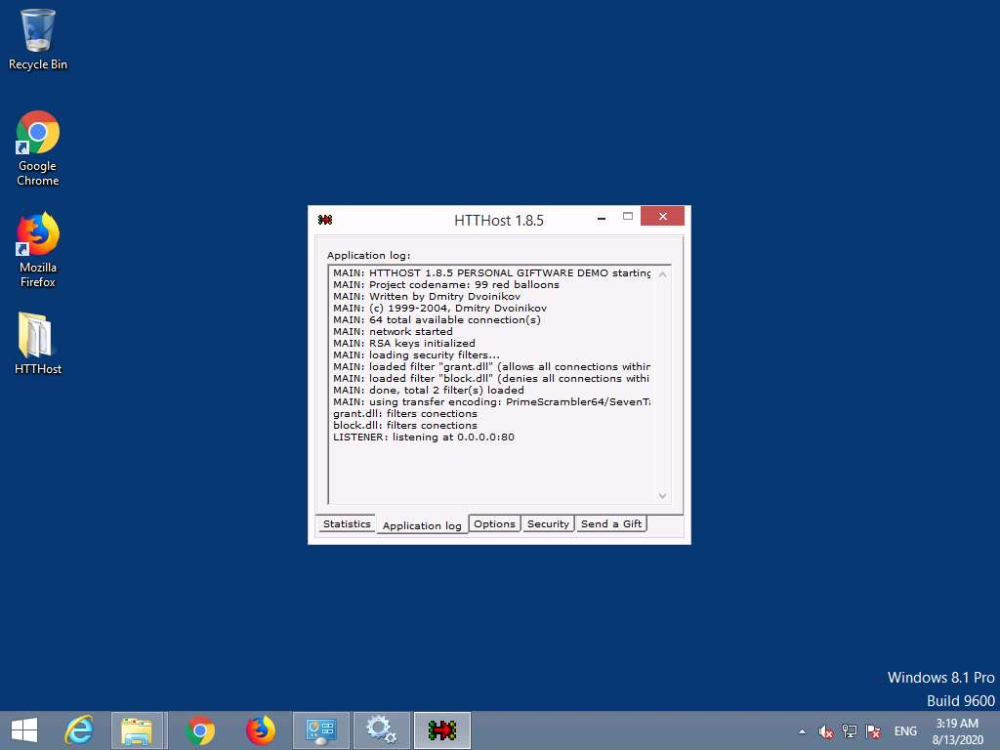 Recycle Bin
Google
Chrome
Mozilla
Firefox
HTTHost
HTTHost 1.8.5
Application log:
MAIN: HTTHOST 1.8.5 PERSONAL GIFTWARE DEMO starting
MAIN: Project codename: 99 red balloons
MAIN: Written by Dmitry Dvoinikov
MAIN: (c) 1999-2004, Dmitry Dvoinikov
MAIN: 64 total available connection(s)
MAIN: network started
MAIN: RSA keys initialized
MAIN: loading security filters...
MAIN: loaded filter "grant.dll" (allows all connections within
MAIN: loaded filter "block.dll" (denies all connections withi
MAIN: done, total 2 filter(s) loaded
MAIN: using transfer encoding: PrimeScrambler64/SevenTa
grant.dll: filters conections
block.dll: filters conections
LISTENER: listening at 0.0.0.0:80
Statistics Application log Options Security Send a Gift
Windows 8.1 Pro
Build 9600
ENG
3:19 AM
8/13/2020